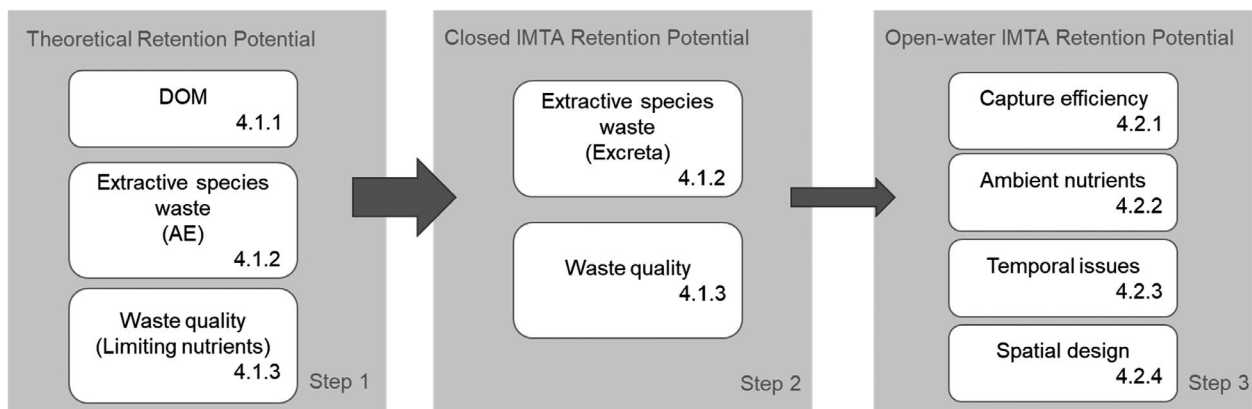 Theoretical Retention Potential
DOM
4.1.1
Extractive species
waste
(AE)
4.1.2
Waste quality
(Limiting nutrients)
4.1.3
Step 1
Closed IMTA Retention Potential
Extractive species
waste
(Excreta)
4.1.2
Waste quality
4.1.3
Step 2
Open-water IMTA Retention Potential
Capture efficiency
4.2.1
Ambient nutrients
4.2.2
Temporal issues
4.2.3
Spatial design
4.2.4
Step 3